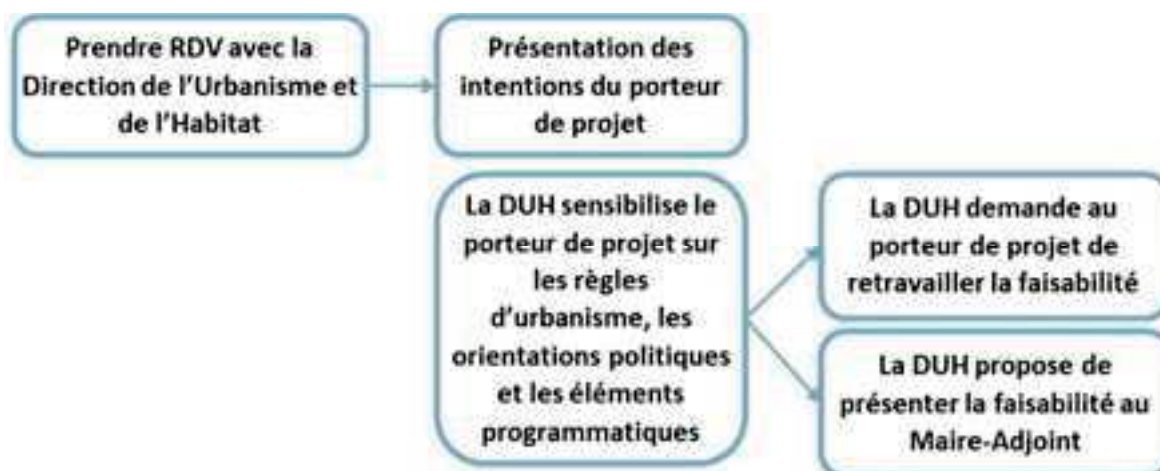 Prendre RDV avec la
Direction de l'Urbanisme et
de l'Habitat
Présentation des
intentions du porteur
de projet
La DUH sensibilise le
porteur de projet sur
les règles
d'urbanisme, les
orientations politiques
et les éléments
programmatiques
La DUH demande au
porteur de projet de
retravailler la faisabilité
La DUH propose de
présenter la faisabilité au
Maire-Adjoint